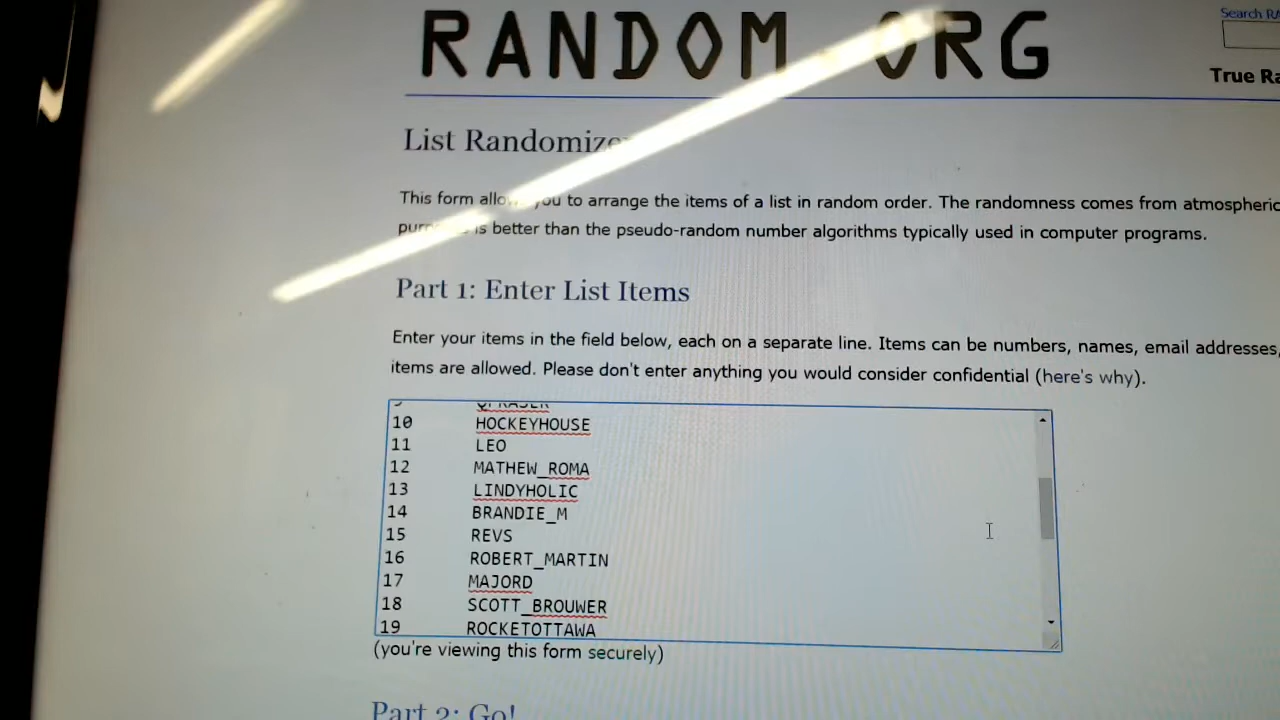 RANDOM ORG
Search
True
List
This form you to arrange the items of a list in random order. The randomness comes from atmospheric
is better than the pseudo-random number algorithms typically used in computer programs.
Part 1: Enter List Items
Enter your items in the field below, each on a separate line. Items can be numbers, names, email addresses,
items are allowed. Please don't enter anything you would consider confidential (here's why).
10 HOCKEYHOUSE
11 LEO
12 MATHEW_ROMA
13 LINDYHOLIC
14 BRANDIE_M
15 REVS
16 ROBERT_MARTIN
17 MAJORD
18 SCOTT_BROUWER
19 ROCKETOTTAWA
(you're viewing this form securely)
Part 2: Go!